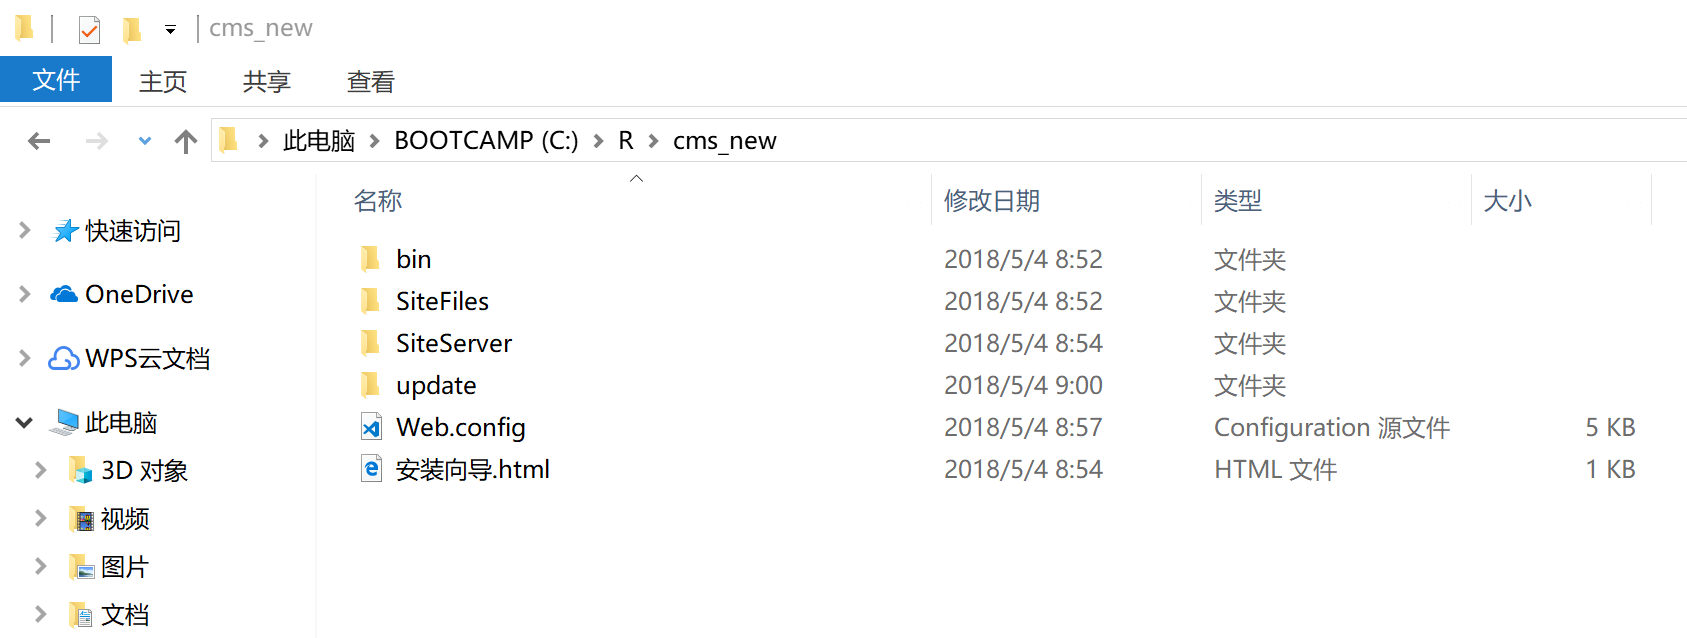 cms_new
文件 主页 共享 查看
此电脑 BOOTCAMP (C:) R cms_new
名称 修改日期 类型 大小
快速访问
OneDrive
WPS云文档
此电脑
3D 对象
视频
图片
文档
bin 2018/5/4 8:52 文件夹
SiteFiles 2018/5/4 8:52 文件夹
SiteServer 2018/5/4 8:54 文件夹
update 2018/5/4 9:00 文件夹
Web.config 2018/5/4 8:57 Configuration 源文件 5 KB
安装向导.html 2018/5/4 8:54 HTML 文件 1 KB